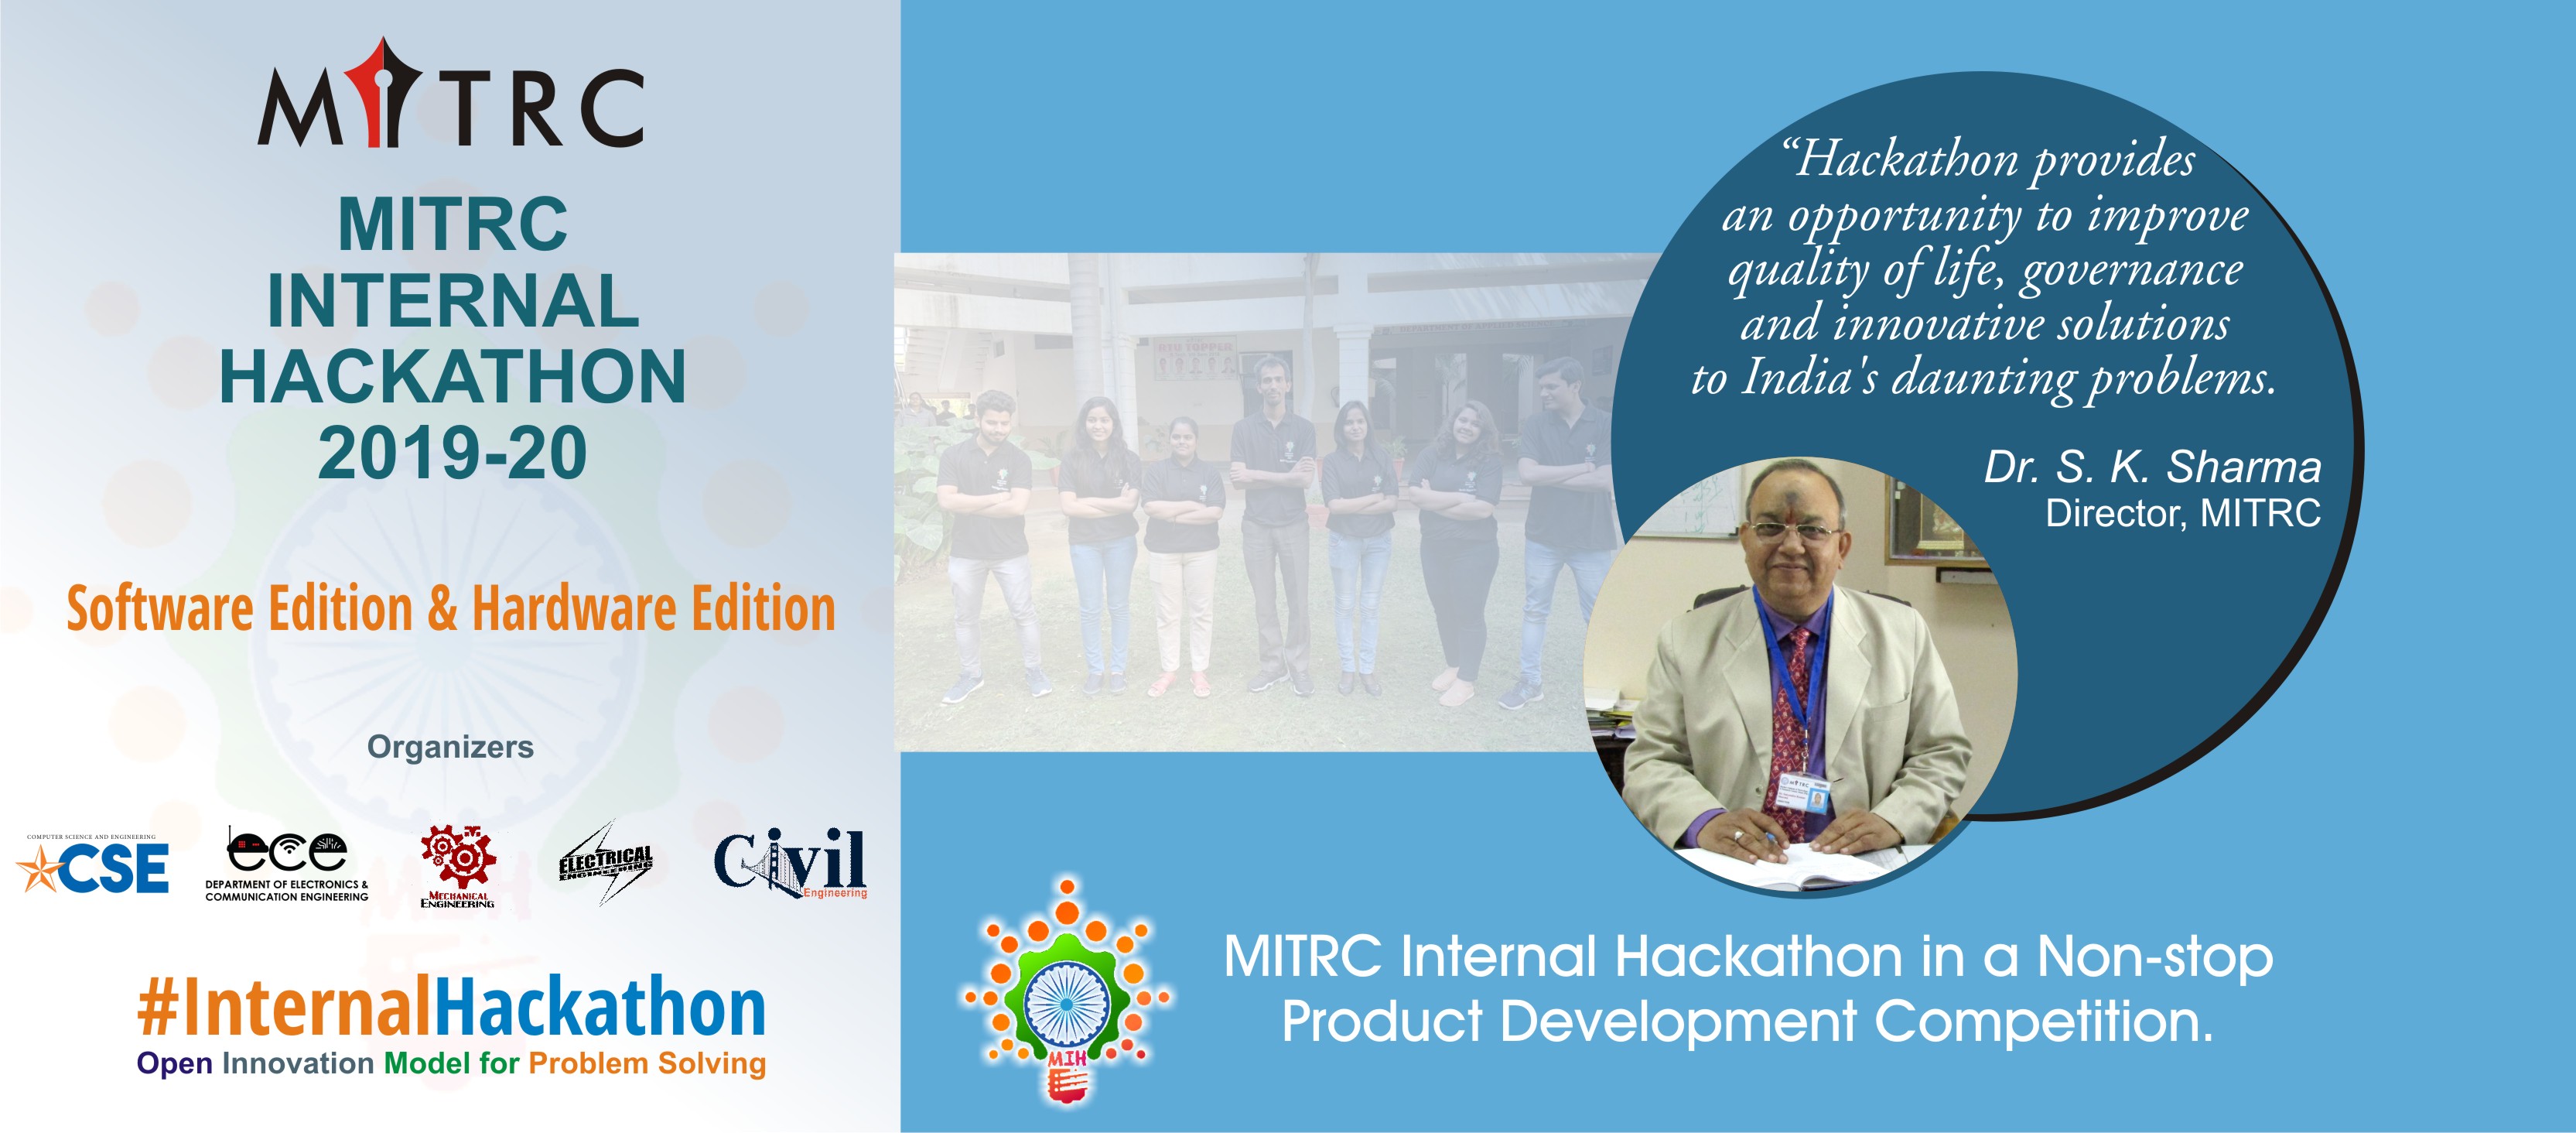 MiTRC
MITRC
INTERNAL
HACKATHON
2019-20
Software Edition & Hardware Edition
Organizers
COMPUTER SCIENCE AND ENGINEERING
CSE
ece
DEPARTMENT OF ELECTRONICS &
COMMUNICATION ENGINEERING
MECHANICAL
ENGINEERING
ELECTRICAL
ENGINEERING
Civil
Engineering
#InternalHackathon
Open Innovation Model for Problem Solving
RTU TOPPER
“Hackathon provides
an opportunity to improve
quality of life, governance
and innovative solutions
to India's daunting problems.
Dr. S. K. Sharma
Director, MITRC
MiTRC
MIH
MITRC Internal Hackathon in a Non-stop
Product Development Competition.